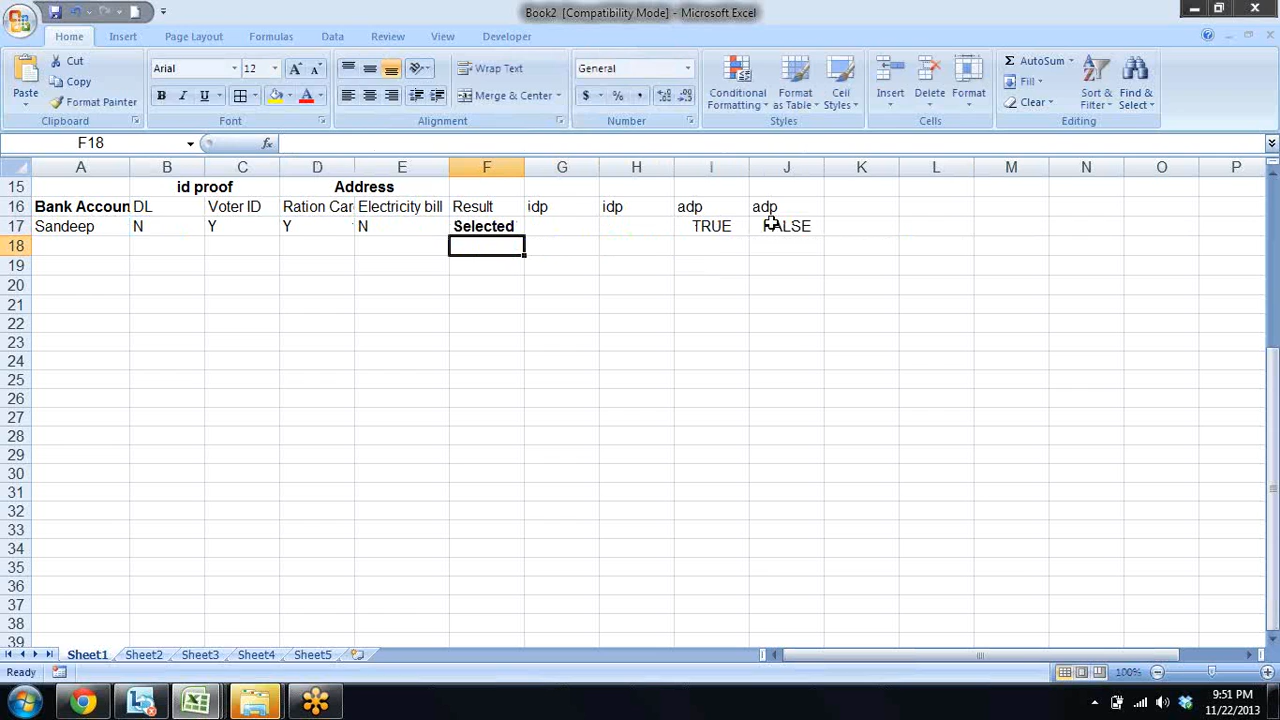 Book2 [Compatibility Mode] - Microsoft Excel
Home Insert Page Layout Formulas Data Review View Developer
Paste Cut Copy Format Painter Clipboard
Arial 12 B I U A A A Font
Wrap Text Merge & Center Alignment
General $ % , Number
Conditional Formatting Format as Table Cell Styles Styles
Insert Delete Format Cells
Σ AutoSum Fill Clear Sort & Filter Find & Select Editing
F18 fx
A B C D E F G H I J K L M N O P
15 id proof Address
16 Bank Accoun DL Voter ID Ration Car Electricity bill Result idp idp adp adp
17 Sandeep N Y Y N Selected TRUE FALSE
18
19
20
21
22
23
24
25
26
27
28
29
30
31
32
33
34
35
36
37
38
39
Sheet1 Sheet2 Sheet3 Sheet4 Sheet5
Ready 100%
9:51 PM
11/22/2013